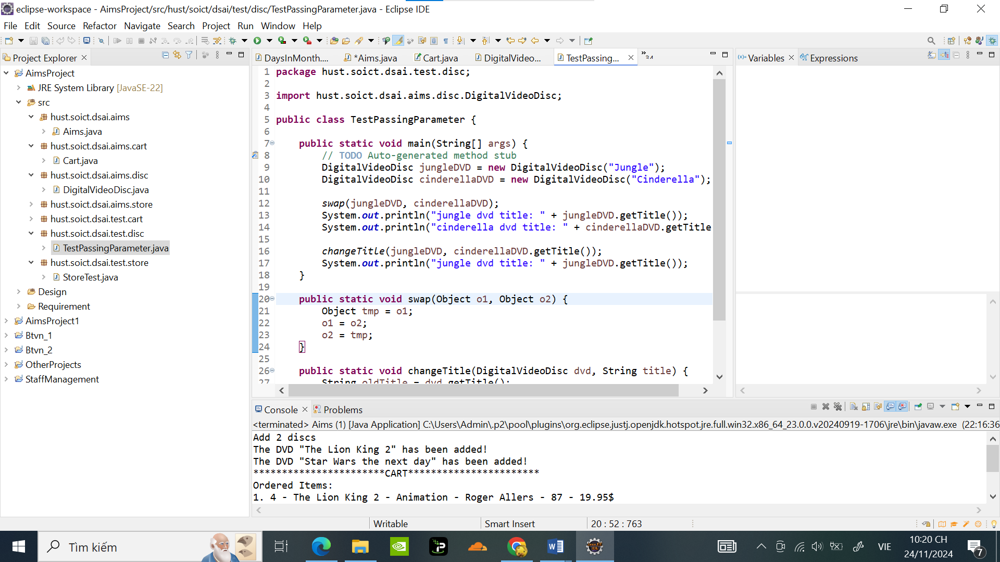 eclipse-workspace - AimsProject/src/hust/soict/dsai/test/disc/TestPassingParameter.java - Eclipse IDE
File Edit Source Refactor Navigate Search Project Run Window Help
Project Explorer
DaysInMonth.... *Aims.java Cart.java DigitalVideo... TestPassing... »34
Variables Expressions
AimsProject
JRE System Library [JavaSE-22]
src
hust.soict.dsai.aims
Aims.java
hust.soict.dsai.aims.cart
Cart.java
hust.soict.dsai.aims.disc
DigitalVideoDisc.java
hust.soict.dsai.aims.store
hust.soict.dsai.test.cart
hust.soict.dsai.test.disc
TestPassingParameter.java
hust.soict.dsai.test.store
StoreTest.java
Design
Requirement
AimsProject1
Btvn_1
Btvn_2
OtherProjects
StaffManagement
1 package hust.soict.dsai.test.disc;
2
3 import hust.soict.dsai.aims.disc.DigitalVideoDisc;
4
5 public class TestPassingParameter {
6
7 public static void main(String[] args) {
8 // TODO Auto-generated method stub
9 DigitalVideoDisc jungleDVD = new DigitalVideoDisc("Jungle");
10 DigitalVideoDisc cinderellaDVD = new DigitalVideoDisc("Cinderella");
11
12 swap(jungleDVD, cinderellaDVD);
13 System.out.println("jungle dvd title: " + jungleDVD.getTitle());
14 System.out.println("cinderella dvd title: " + cinderellaDVD.getTitle
15
16 changeTitle(jungleDVD, cinderellaDVD.getTitle());
17 System.out.println("jungle dvd title: " + jungleDVD.getTitle());
18 }
19
20 public static void swap(Object o1, Object o2) {
21 Object tmp = o1;
22 o1 = o2;
23 o2 = tmp;
24 }
25
26 public static void changeTitle(DigitalVideoDisc dvd, String title) {
27 String oldTitle = dvd.getTitle();
Console Problems
<terminated> Aims (1) [Java Application] C:\Users\Admin\.p2\pool\plugins\org.eclipse.justj.openjdk.hotspot.jre.full.win32.x86_64_23.0.0.v20240919-1706\jre\bin\javaw.exe (22:16:36
Add 2 discs
The DVD "The Lion King 2" has been added!
The DVD "Star Wars the next day" has been added!
***********************CART***********************
Ordered Items:
1. 4 - The Lion King 2 - Animation - Roger Allers - 87 - 19.95$
Writable Smart Insert 20 : 52 : 763
Tìm kiếm
VIE
10:20 CH
24/11/2024
7